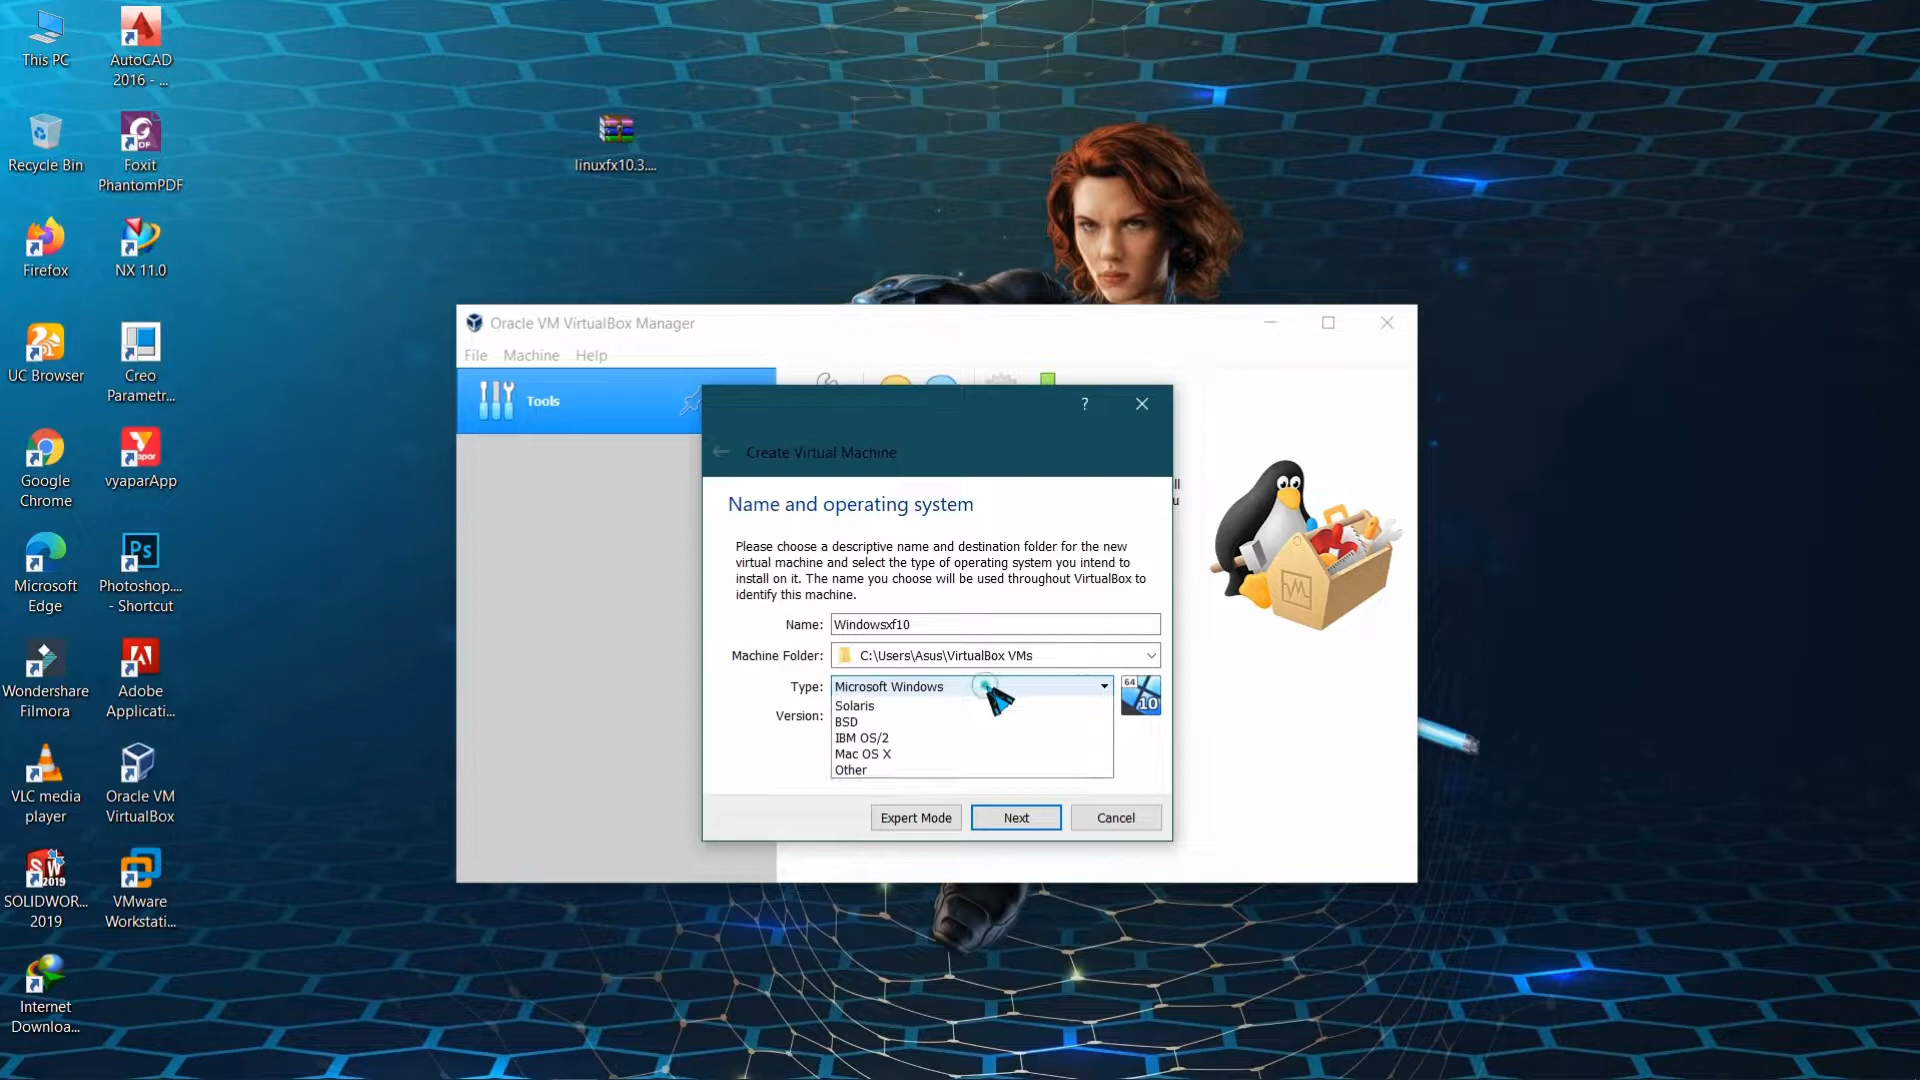 This PC
AutoCAD
2016 - ...
Recycle Bin
Foxit
PhantomPDF
linuxfx10.3....
Firefox
NX 11.0
UC Browser
Creo
Parametr...
Google
Chrome
vyaparApp
Microsoft
Edge
Photoshop....
- Shortcut
Wondershare
Filmora
Adobe
Applicati...
VLC media
player
Oracle VM
VirtualBox
SOLIDWOR...
2019
VMware
Workstati...
Internet
Downloa...
Oracle VM VirtualBox Manager
File Machine Help
Tools
?
Create Virtual Machine
Name and operating system
Please choose a descriptive name and destination folder for the new
virtual machine and select the type of operating system you intend to
install on it. The name you choose will be used throughout VirtualBox to
identify this machine.
Name: Windowsxf10
Machine Folder: C:\Users\Asus\VirtualBox VMs
Type: Microsoft Windows
64
10
Version:
Solaris
BSD
IBM OS/2
Mac OS X
Other
Expert Mode Next Cancel